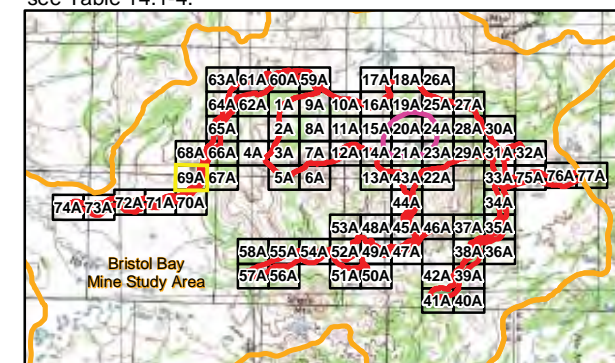 see Table 14.1-4.
63A 61A 60A 59A 17A 18A 26A
64A 62A 1A 9A 10A 16A 19A 25A 27A
65A 2A 8A 11A 15A 20A 24A 28A 30A
68A 66A 4A 3A 7A 12A 14A 21A 23A 29A 31A 32A
69A 67A 5A 6A 13A 43A 22A 33A 75A 76A 77A
74A 73A 72A 71A 70A 44A 34A
53A 48A 45A 46A 37A 35A
58A 55A 54A 52A 49A 47A 38A 36A
57A 56A 51A 50A 42A 39A
41A 40A
Bristol Bay
Mine Study Area